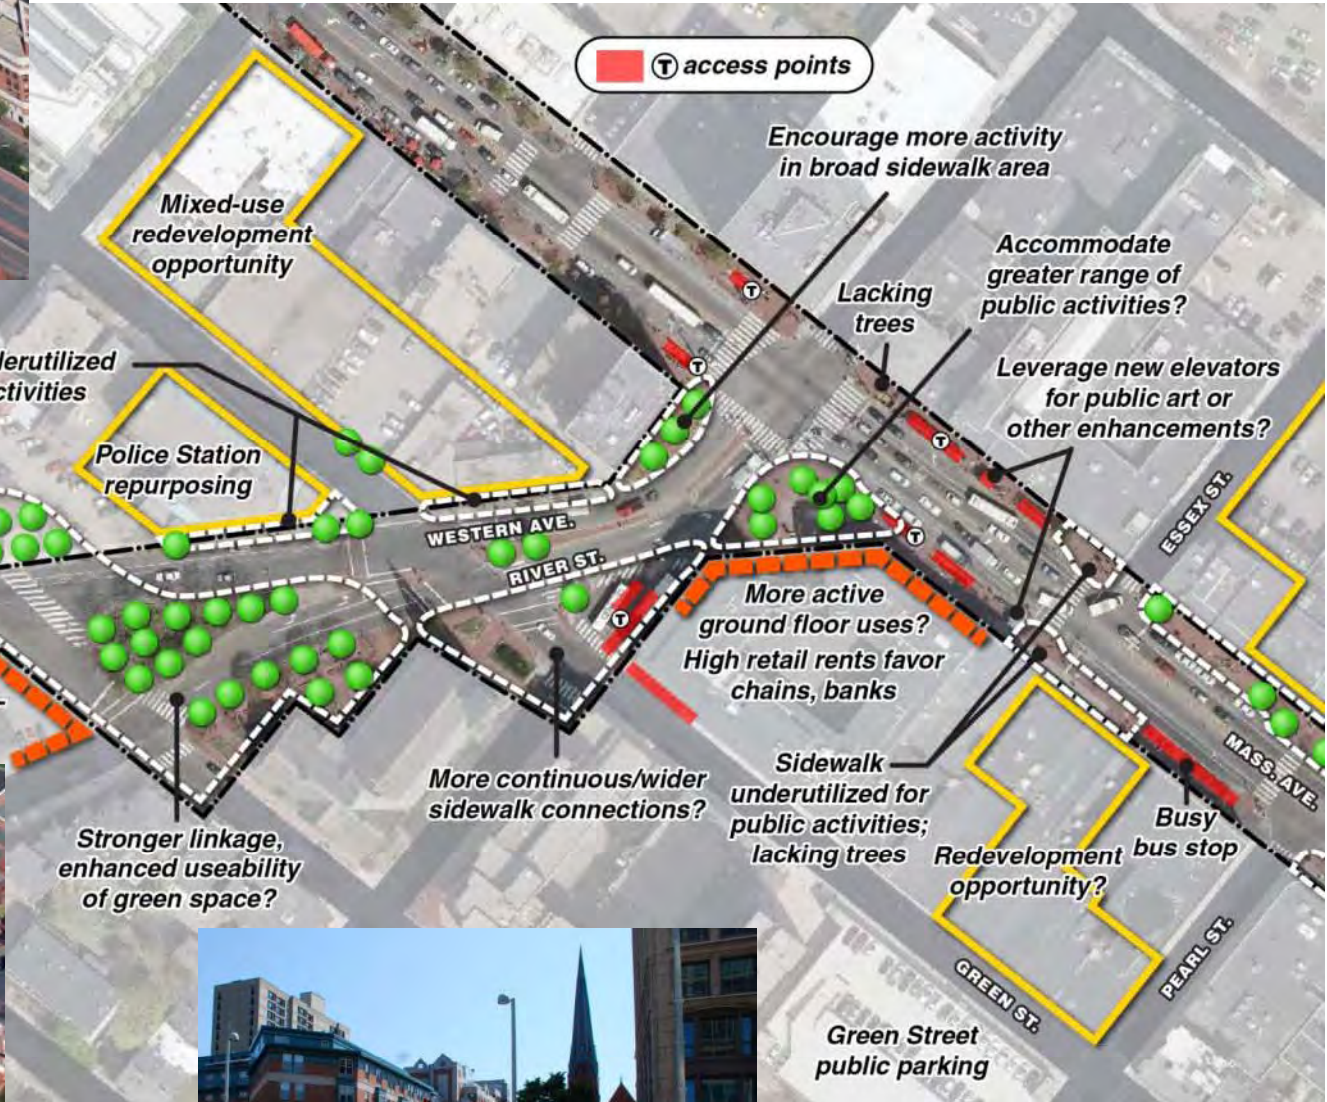 T access points
Encourage more activity
in broad sidewalk area
Mixed-use
redevelopment
opportunity
Accommodate
greater range of
public activities?
T
Lacking
trees
T
Leverage new elevators
for public art or
other enhancements?
T
Police Station
repurposing
ESSEX ST.
WESTERN AVE.
T
RIVER ST.
T
More active
ground floor uses?
High retail rents favor
chains, banks
MASS. AVE.
More continuous/wider
sidewalk connections?
Sidewalk
underutilized for
public activities;
lacking trees
Busy
bus stop
Redevelopment
opportunity?
Stronger linkage,
enhanced useability
of green space?
PEARL ST.
GREEN ST.
Green Street
public parking